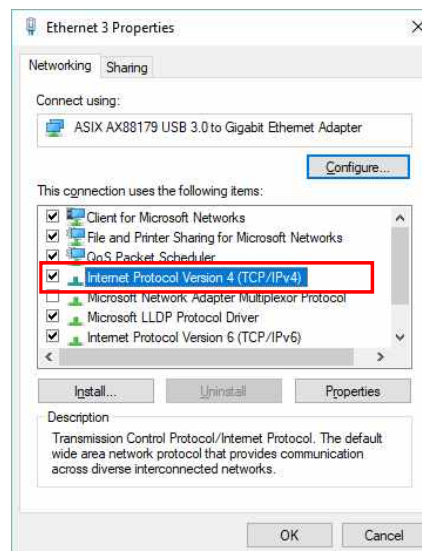 Ethernet 3 Properties
Networking Sharing
Connect using:
ASIX AX88179 USB 3.0 to Gigabit Ethernet Adapter
Configure...
This connection uses the following items:
Client for Microsoft Networks
File and Printer Sharing for Microsoft Networks
QoS Packet Scheduler
Internet Protocol Version 4 (TCP/IPv4)
Microsoft Network Adapter Multiplexor Protocol
Microsoft LLDP Protocol Driver
Internet Protocol Version 6 (TCP/IPv6)
Install... Uninstall Properties
Description
Transmission Control Protocol/Internet Protocol. The default
wide area network protocol that provides communication
across diverse interconnected networks.
OK Cancel